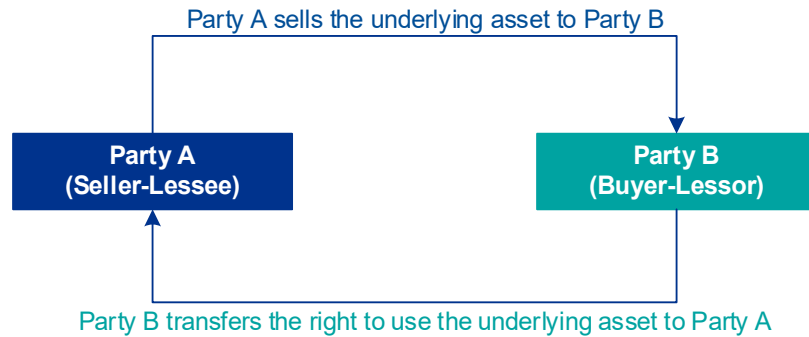 Party A sells the underlying asset to Party B
Party A
(Seller-Lessee)
Party B
(Buyer-Lessor)
Party B transfers the right to use the underlying asset to Party A